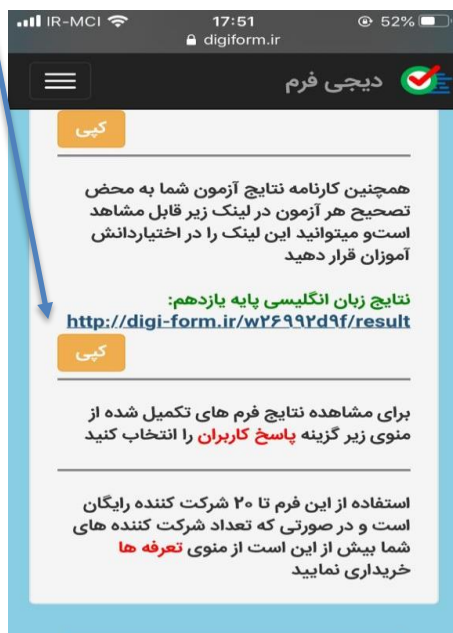 IR-MCI 17:51 52%
digiform.ir
دیجی فرم
کپی
همچنین کارنامه نتایج آزمون شما به محض
تصحیح هر آزمون در لینک زیر قابل مشاهد
استو میتوانید این لینک را در اختیاردانش
آموزان قرار دهید
نتایج زبان انگلیسی پایه یازدهم:
http://digi-form.ir/w۲۶۹۹۲d۹f/result
کپی
برای مشاهده نتایج فرم های تکمیل شده از
منوی زیر گزینه پاسخ کاربران را انتخاب کنید
استفاده از این فرم تا ۲۰ شرکت کننده رایگان
است و در صورتی که تعداد شرکت کننده های
شما بیش از این است از منوی تعرفه ها
خریداری نمایید